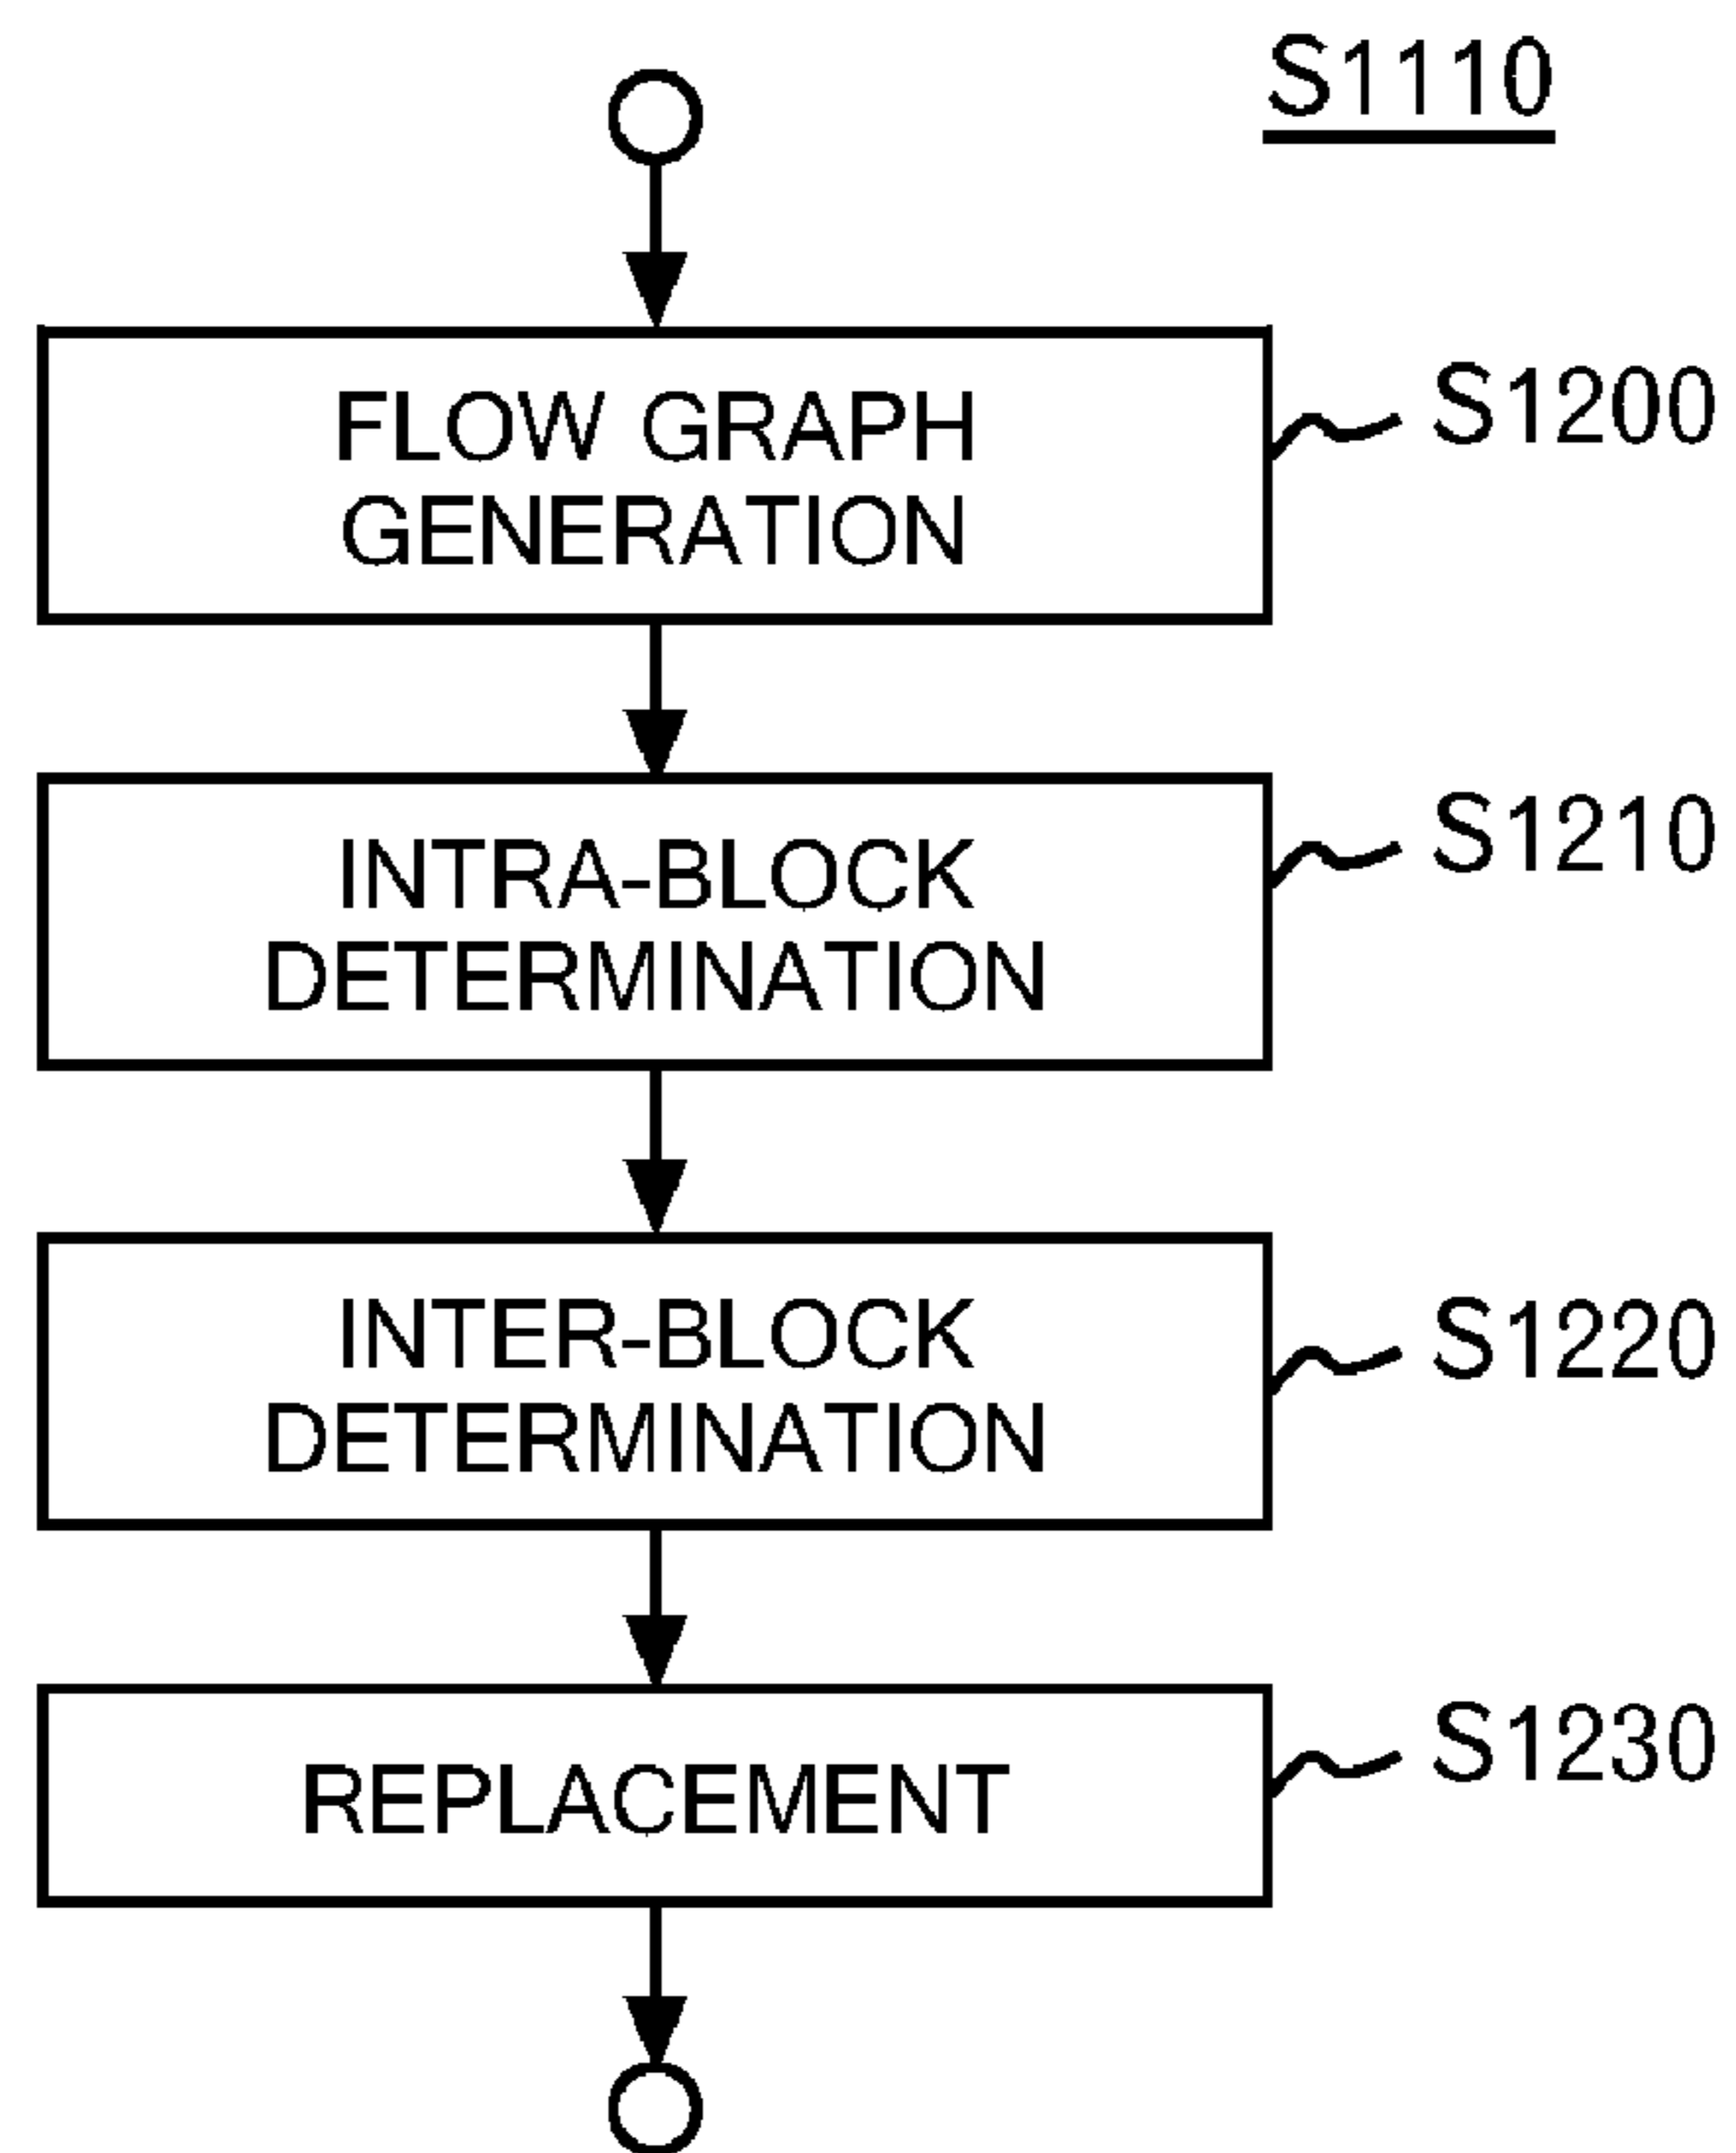 S1110
FLOW GRAPH
GENERATION
S1200
INTRA-BLOCK
DETERMINATION
S1210
INTER-BLOCK
DETERMINATION
S1220
REPLACEMENT
S1230